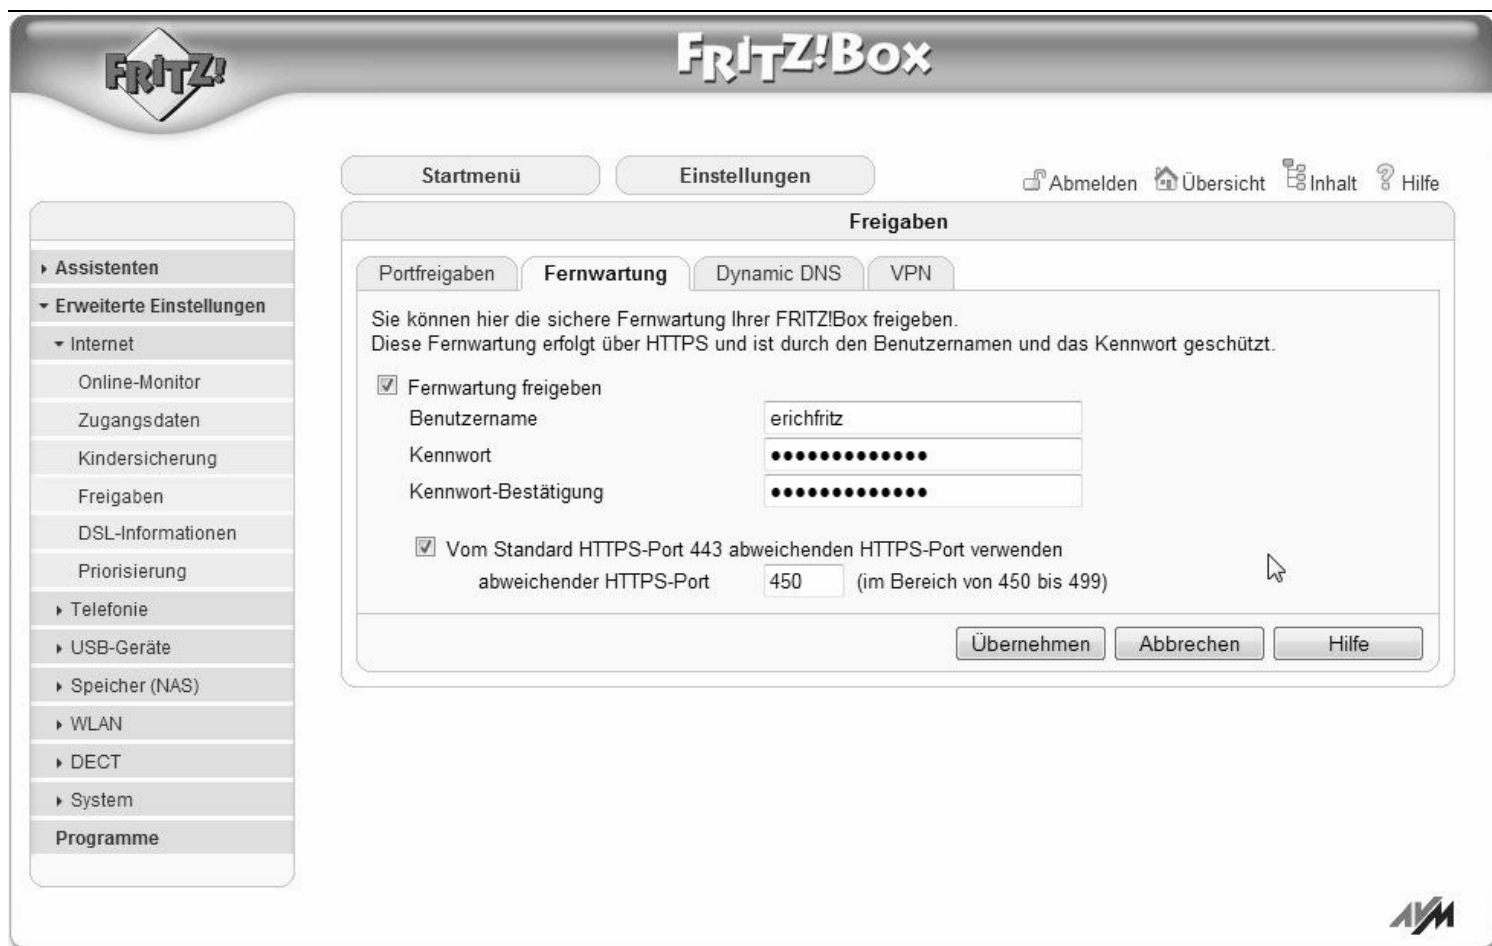 FRITZ!
FRITZ!Box
Startmenü
Einstellungen
Abmelden
Übersicht
Inhalt
Hilfe
Assistenten
Erweiterte Einstellungen
Internet
Online-Monitor
Zugangsdaten
Kindersicherung
Freigaben
DSL-Informationen
Priorisierung
Telefonie
USB-Geräte
Speicher (NAS)
WLAN
DECT
System
Programme
Freigaben
Portfreigaben
Fernwartung
Dynamic DNS
VPN
Sie können hier die sichere Fernwartung Ihrer FRITZ!Box freigeben.
Diese Fernwartung erfolgt über HTTPS und ist durch den Benutzernamen und das Kennwort geschützt.
Fernwartung freigeben
Benutzername erichfritz
Kennwort ●●●●●●●●●●●●●
Kennwort-Bestätigung ●●●●●●●●●●●●●
Vom Standard HTTPS-Port 443 abweichenden HTTPS-Port verwenden
abweichender HTTPS-Port 450 (im Bereich von 450 bis 499)
Übernehmen
Abbrechen
Hilfe
AVM